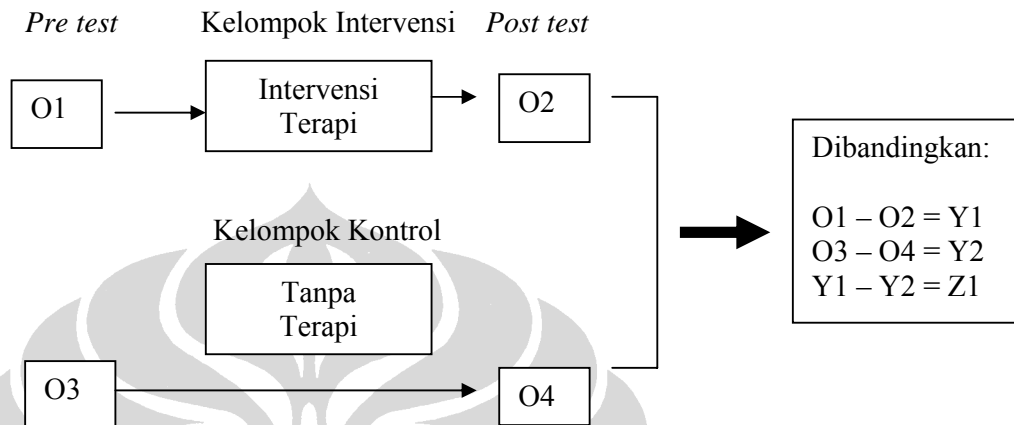 Pre test Kelompok Intervensi Post test
O1
Intervensi
Terapi
O2
Kelompok Kontrol
Tanpa
Terapi
O3
O4
Dibandingkan:
O1 – O2 = Y1
O3 – O4 = Y2
Y1 – Y2 = Z1